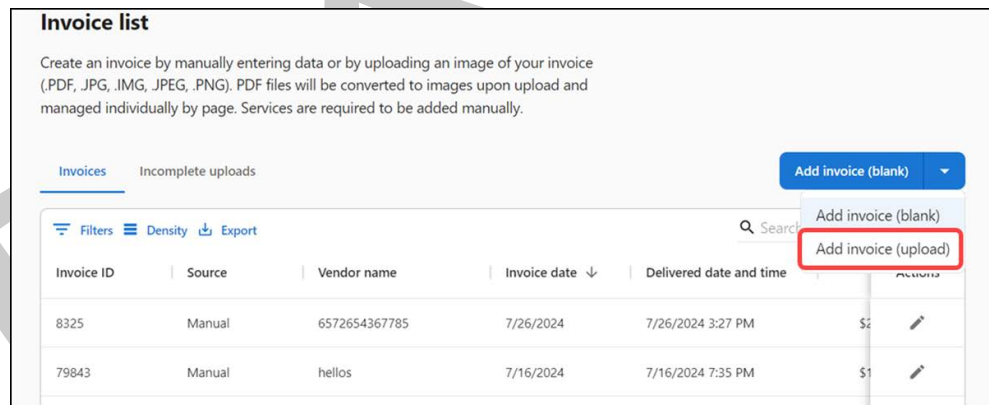 Invoice list
Create an invoice by manually entering data or by uploading an image of your invoice
(.PDF, .JPG, .IMG, .JPEG, .PNG). PDF files will be converted to images upon upload and
managed individually by page. Services are required to be added manually.
Invoices Incomplete uploads Add invoice (blank)
Add invoice (blank)
Filters Density Export Search
Add invoice (upload)
Invoice ID Source Vendor name Invoice date Delivered date and time Actions
8325 Manual 6572654367785 7/26/2024 7/26/2024 3:27 PM $2
79843 Manual hellos 7/16/2024 7/16/2024 7:35 PM $1